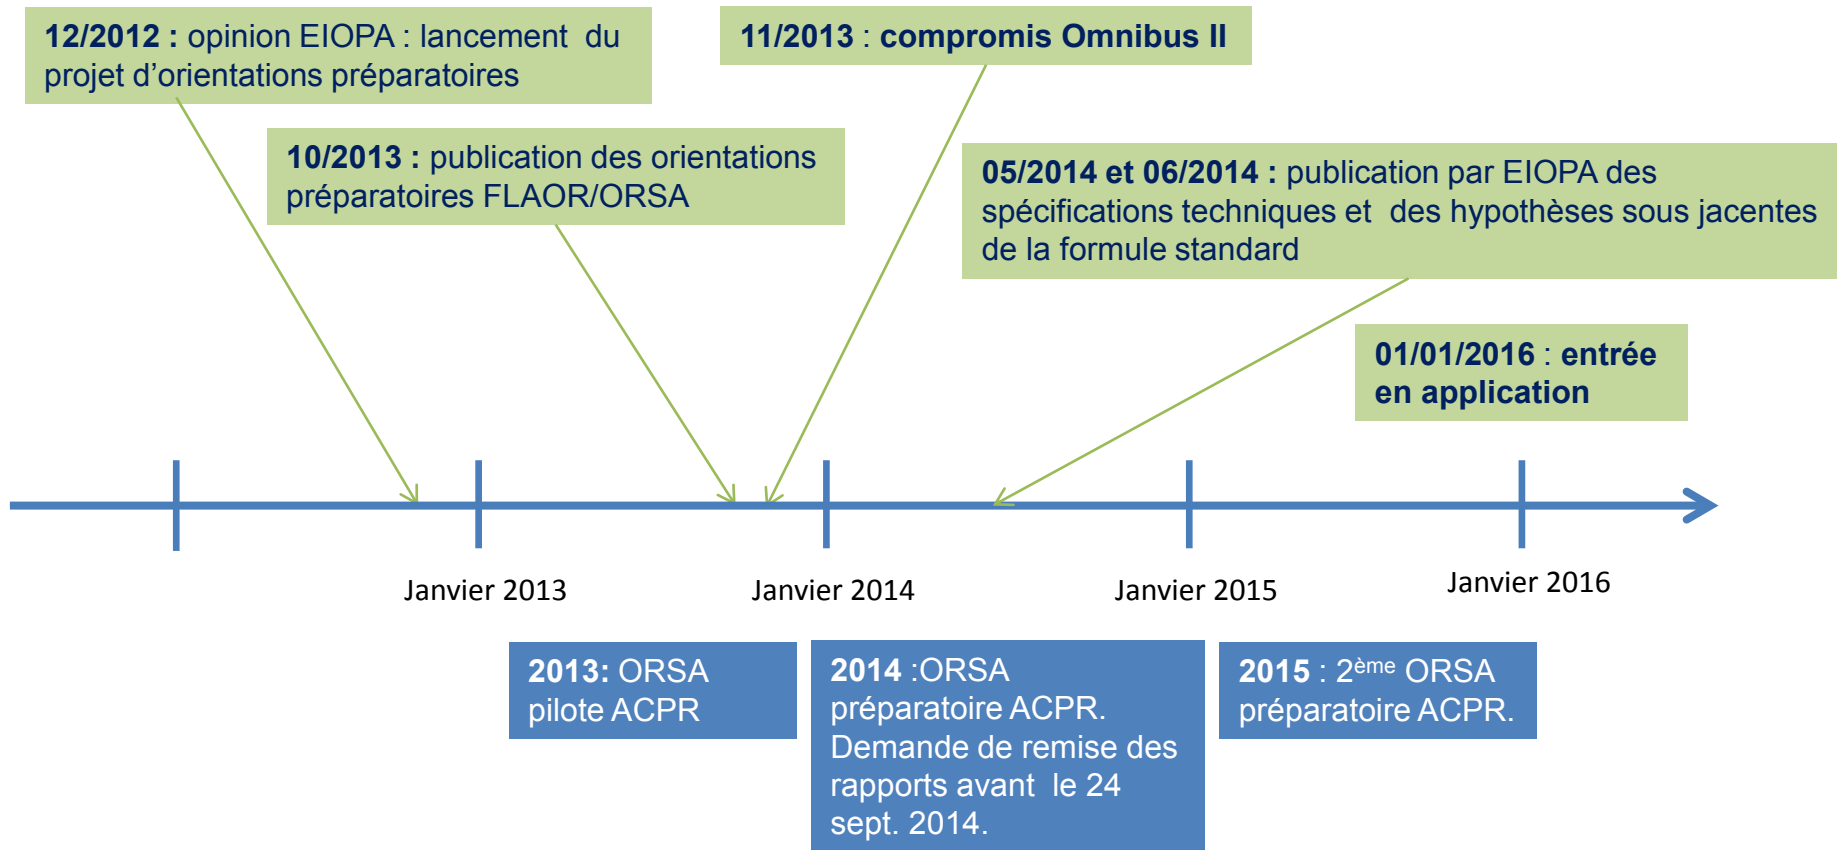 12/2012 : opinion EIOPA : lancement du
projet d’orientations préparatoires
11/2013 : compromis Omnibus II
10/2013 : publication des orientations
préparatoires FLAOR/ORSA
05/2014 et 06/2014 : publication par EIOPA des
spécifications techniques et des hypothèses sous jacentes
de la formule standard
01/01/2016 : entrée
en application
Janvier 2013
Janvier 2014
Janvier 2015
Janvier 2016
2013: ORSA
pilote ACPR
2014 :ORSA
préparatoire ACPR.
Demande de remise des
rapports avant le 24
sept. 2014.
2015 : 2ème ORSA
préparatoire ACPR.